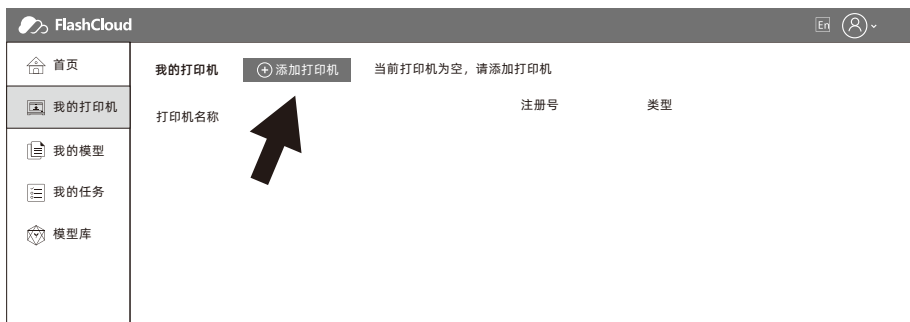 FlashCloud
En
首页
我的打印机
我的模型
我的任务
模型库
我的打印机 添加打印机 当前打印机为空，请添加打印机
打印机名称 注册号 类型